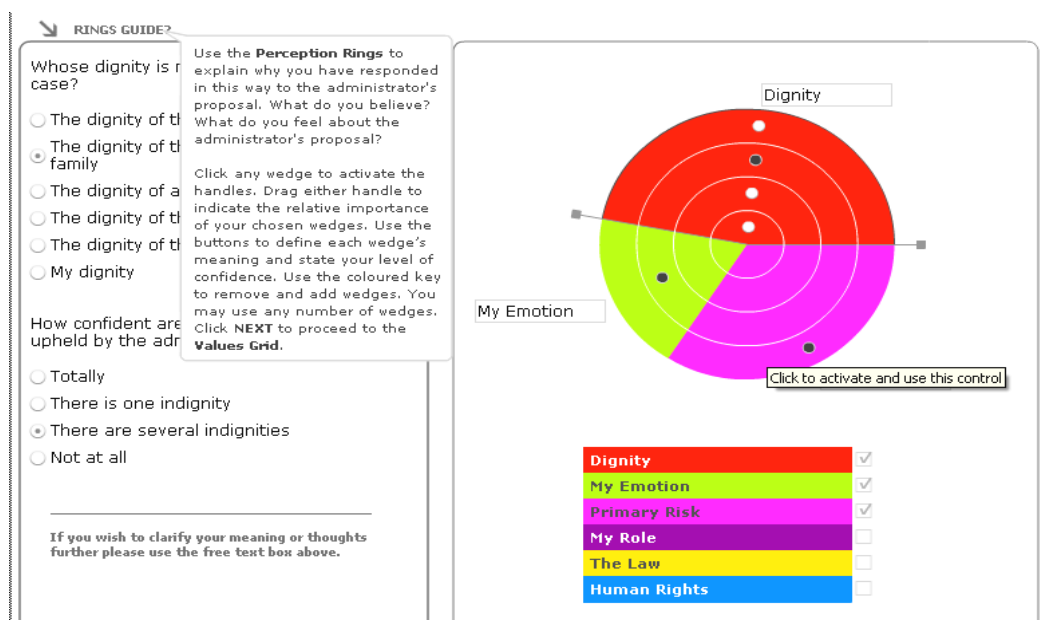 RINGS GUIDE?
Whose dignity is
case?
The dignity of
The dignity of
family
The dignity of
The dignity of
The dignity of
My dignity
How confident are
upheld by the
Totally
There is one indignity
There are several indignities
Not at all
If you wish to clarify your meaning or thoughts
further please use the free text box above.
Use the Perception Rings to
explain why you have responded
in this way to the administrator's
proposal. What do you believe?
What do you feel about the
administrator's proposal?
Click any wedge to activate the
handles. Drag either handle to
indicate the relative importance
of your chosen wedges. Use the
buttons to define each wedge's
meaning and state your level of
confidence. Use the coloured key
to remove and add wedges. You
may use any number of wedges.
Click NEXT to proceed to the
Values Grid.
Dignity
My Emotion
Click to activate and use this control
Dignity
My Emotion
Primary Risk
My Role
The Law
Human Rights